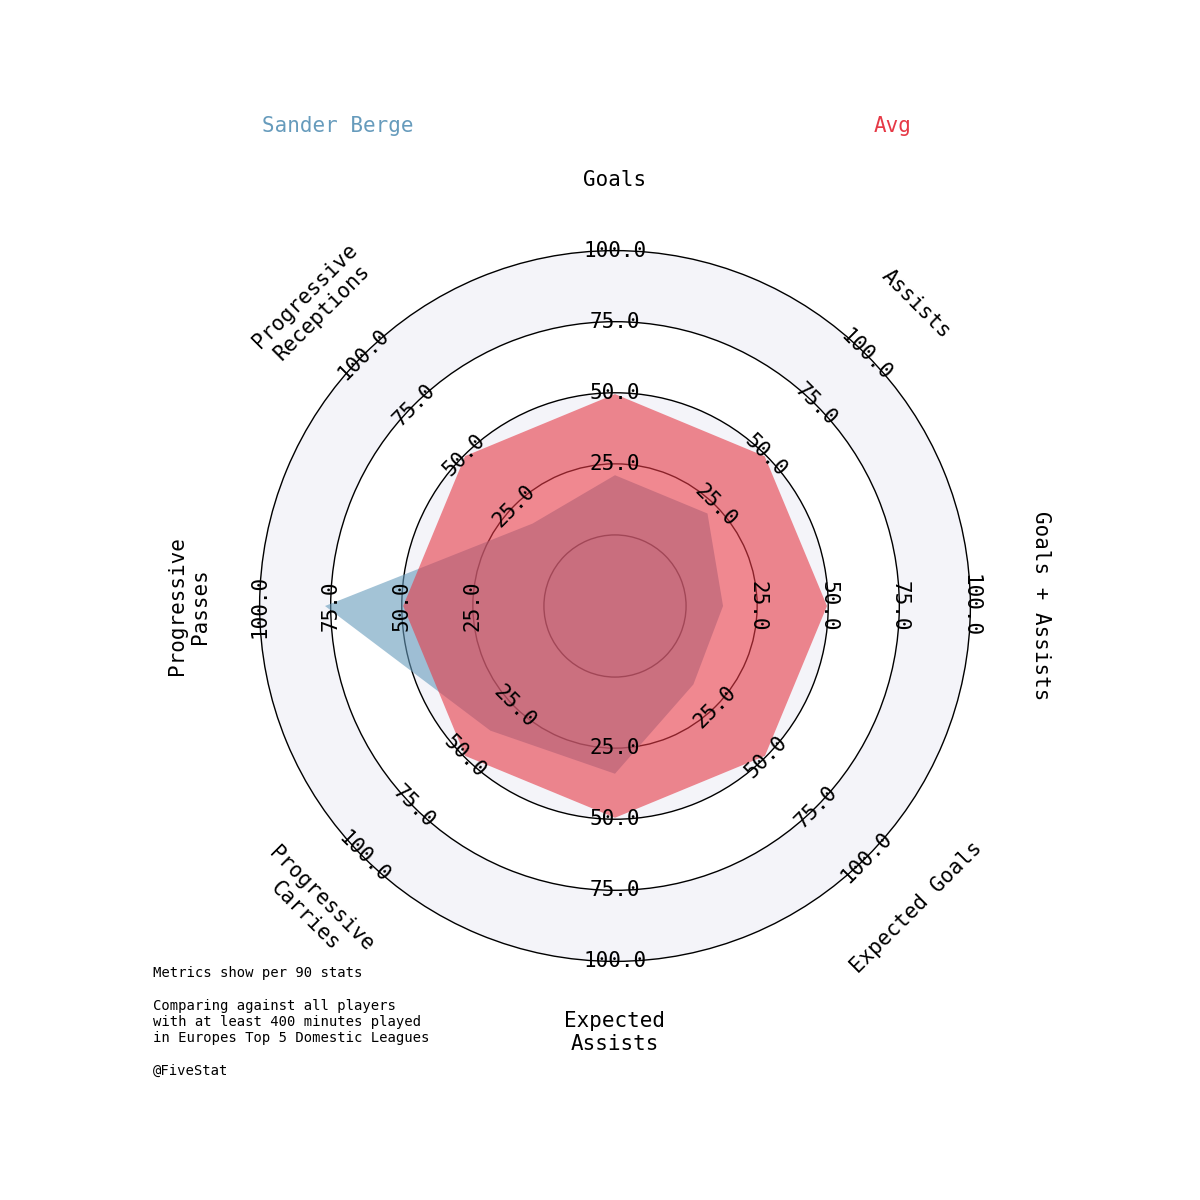 Sander Berge
Avg
Goals
Assists
Goals + Assists
Expected Goals
Expected
Assists
Progressive
Carries
Progressive
Passes
Progressive
Receptions
25.0
50.0
75.0
100.0
25.0
50.0
75.0
100.0
25.0
50.0
75.0
100.0
25.0
50.0
75.0
100.0
25.0
50.0
75.0
100.0
25.0
50.0
75.0
100.0
25.0
50.0
75.0
100.0
25.0
50.0
75.0
100.0
Metrics show per 90 stats
Comparing against all players
with at least 400 minutes played
in Europes Top 5 Domestic Leagues
@FiveStat